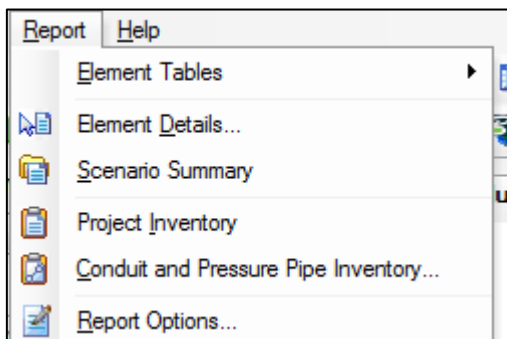 Report Help
Element Tables
Element Details...
Scenario Summary
Project Inventory
Conduit and Pressure Pipe Inventory...
Report Options...